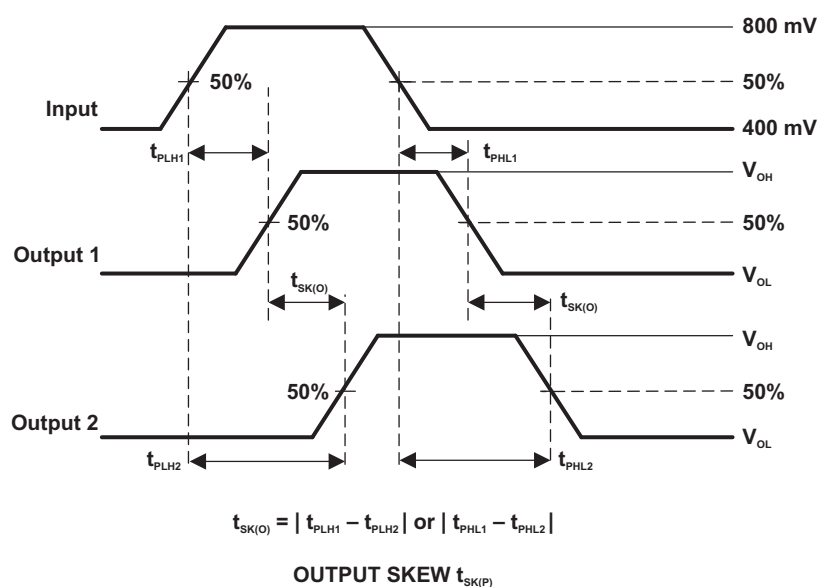 800 mV
50%
50%
Input
400 mV
tPLH1
tPHL1
VOH
50%
50%
Output 1
tSK(O)
VOL
tSK(O)
VOH
50%
50%
Output 2
VOL
tPLH2
tPHL2
tSK(O) = | tPLH1 – tPLH2 | or | tPHL1 – tPHL2 |
OUTPUT SKEW tSK(P)